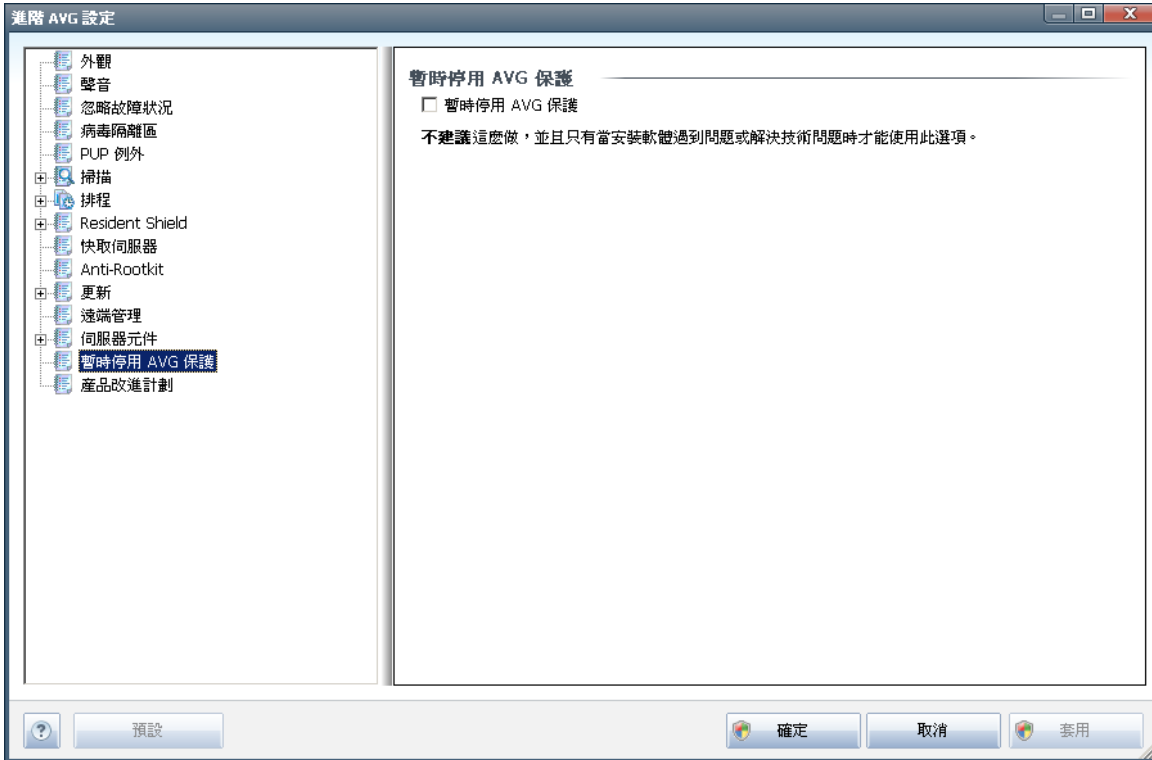 進階 AVG 設定
外觀
聲音
忽略故障狀況
病毒隔離區
PUP 例外
掃描
排程
Resident Shield
快取伺服器
Anti-Rootkit
更新
遠端管理
伺服器元件
暫時停用 AVG 保護
產品改進計劃
暫時停用 AVG 保護
暫時停用 AVG 保護
不建議這麼做，並且只有當安裝軟體遇到問題或解決技術問題時才能使用此選項。
預設
確定
取消
套用